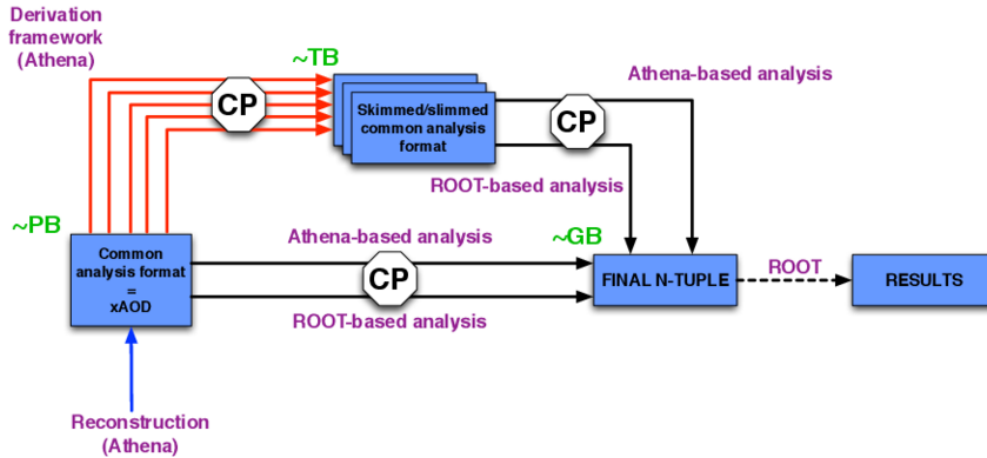 Derivation
framework
(Athena)
~TB
CP
Skimmed/slimmed
common analysis
format
CP
Athena-based analysis
ROOT-based analysis
~PB
Common
analysis format
=
xAOD
Athena-based analysis
CP
ROOT-based analysis
~GB
FINAL N-TUPLE
ROOT
RESULTS
Reconstruction
(Athena)